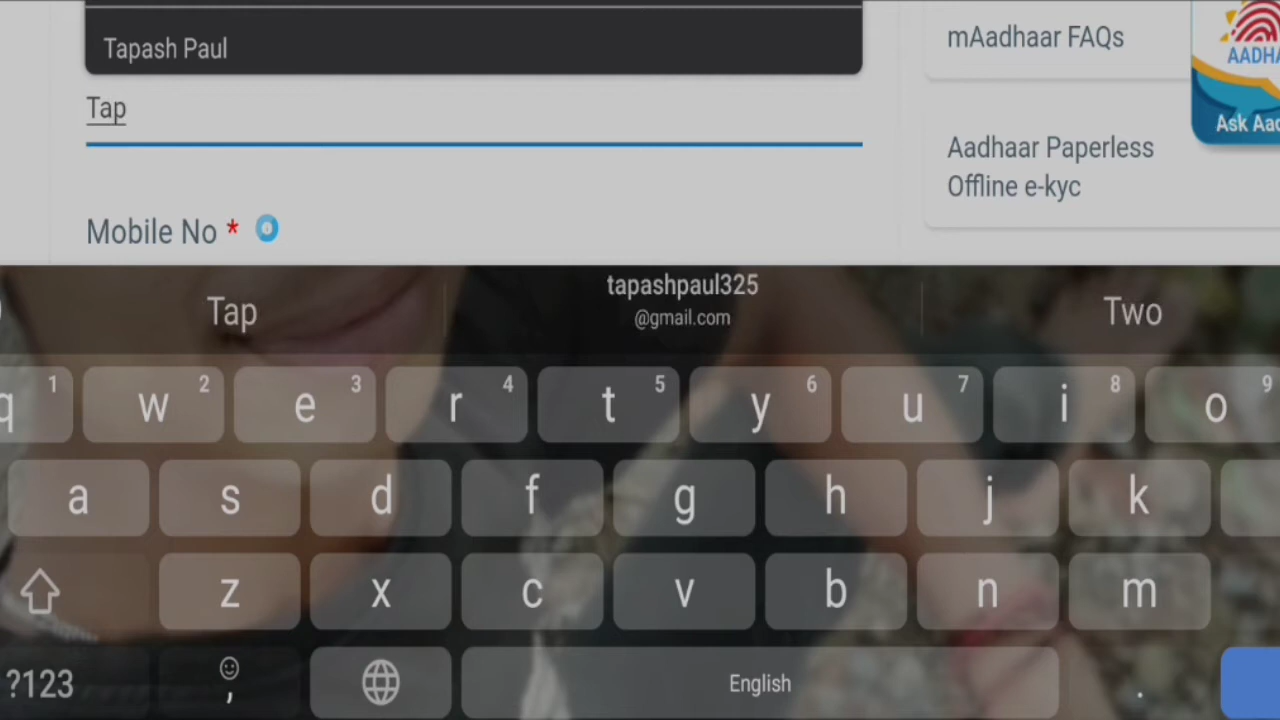 Tapash Paul
mAadhaar FAQs
AADHA
Tap
Ask Aad
Aadhaar Paperless
Offline e-kyc
Mobile No *
Tap
tapashpaul325
@gmail.com
Two
q 1 w 2 e 3 r 4 t 5 y 6 u 7 i 8 o 9
a s d f g h j k
z x c v b n m
?123 , English .